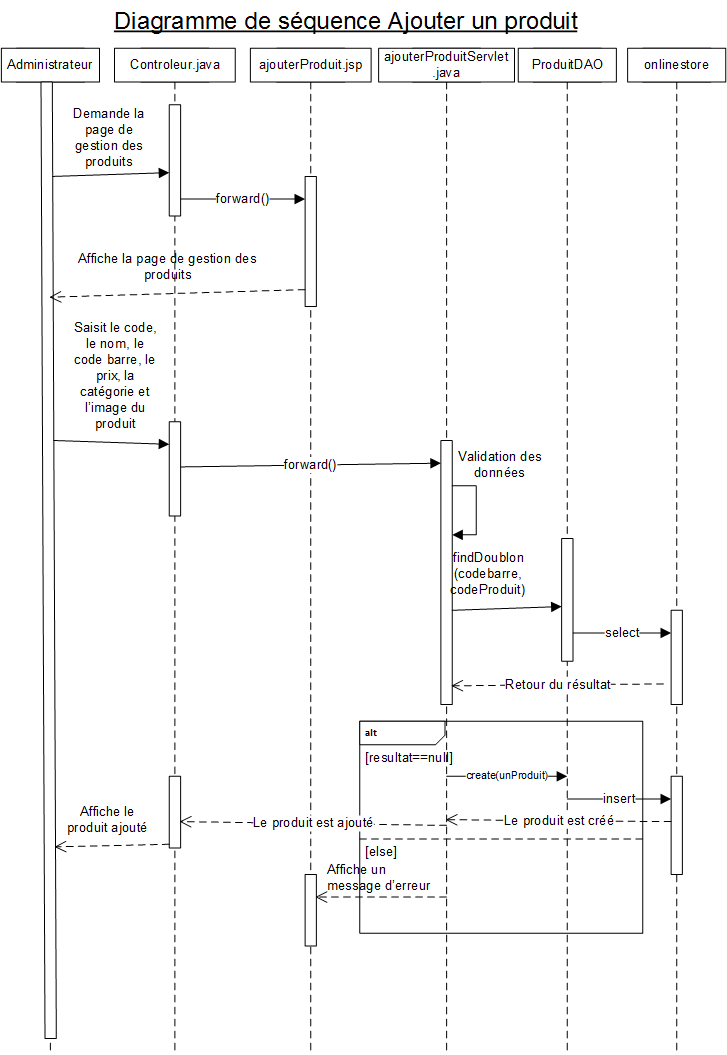 Diagramme de séquence Ajouter un produit
Administrateur
Controleur.java
ajouterProduit.jsp
ajouterProduitServlet
.java
ProduitDAO
onlinestore
Demande la
page de
gestion des
produits
forward()
Affiche la page de gestion des
produits
Saisit le code,
le nom, le
code barre, le
prix, la
catégorie et
l'image du
produit
forward()
Validation des
données
findDoublon
(codebarre,
codeProduit)
select
Retour du résultat
alt
[resultat==null]
create(unProduit)
insert
Affiche le
produit ajouté
Le produit est ajouté
Le produit est créé
[else]
Affiche un
message d'erreur